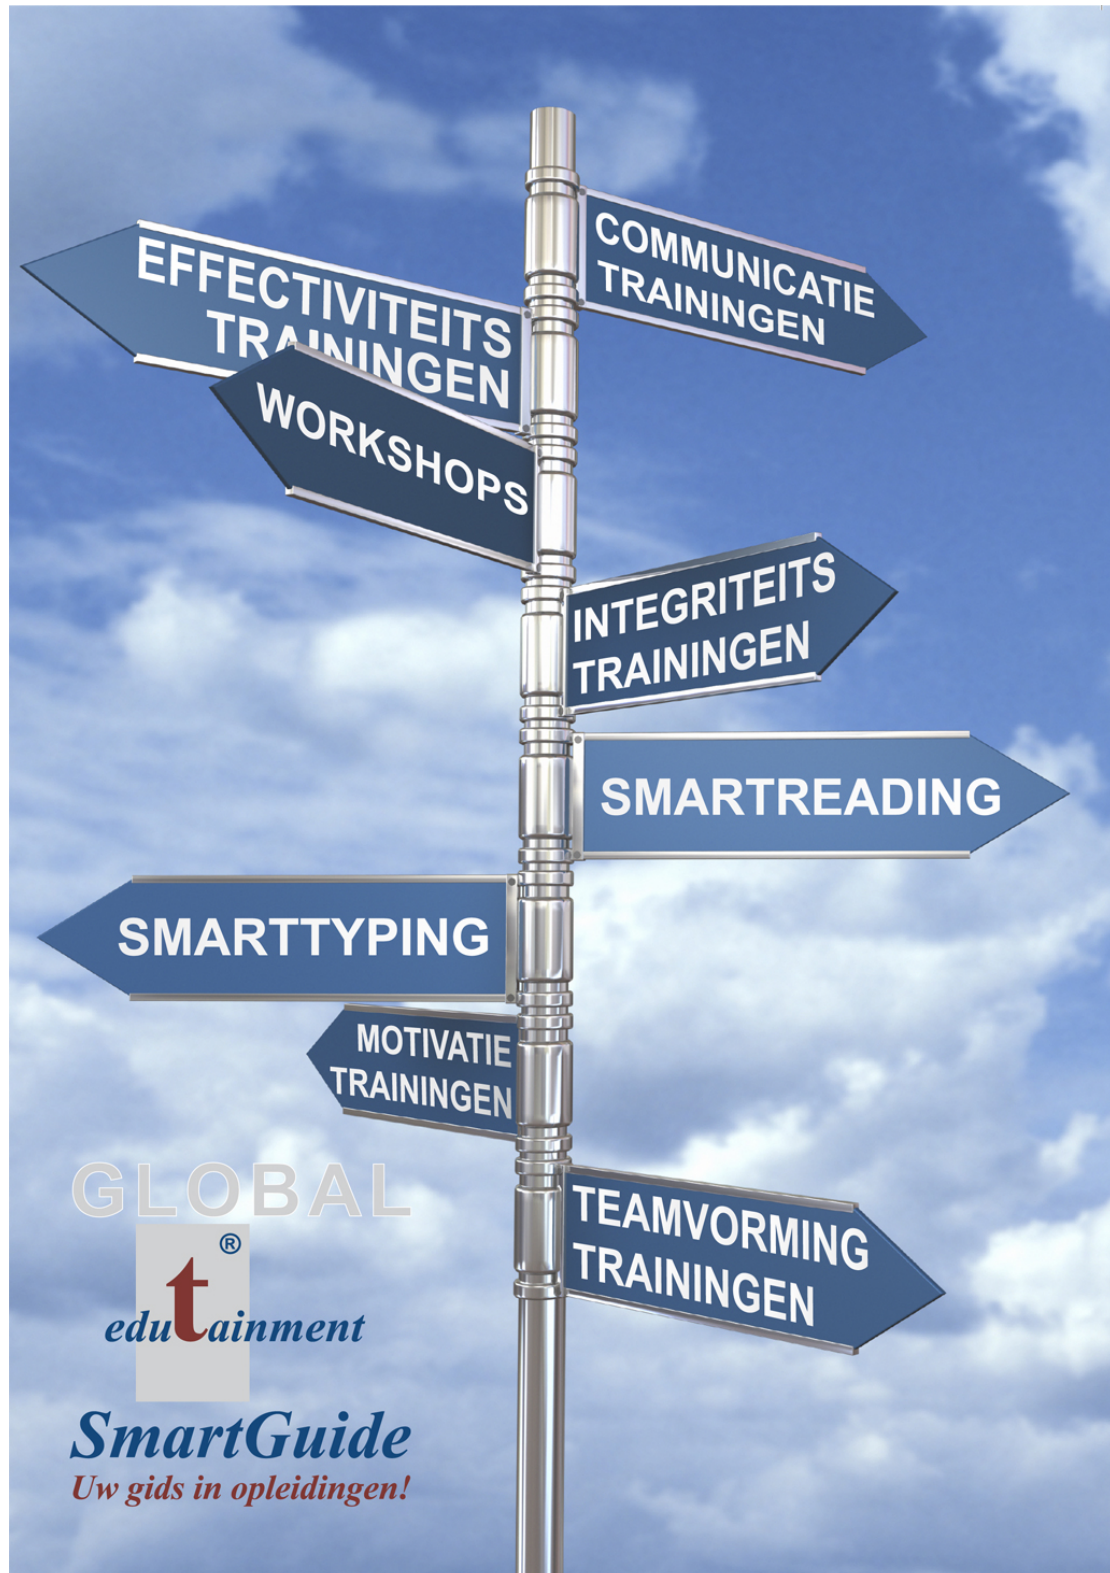 COMMUNICATIE
TRAININGEN
EFFECTIVITEITS
TRAININGEN
WORKSHOPS
INTEGRITEITS
TRAININGEN
SMARTREADING
SMARTTYPING
MOTIVATIE
TRAININGEN
TEAMVORMING
TRAININGEN
GLOBAL
®
edutainment
SmartGuide
Uw gids in opleidingen!